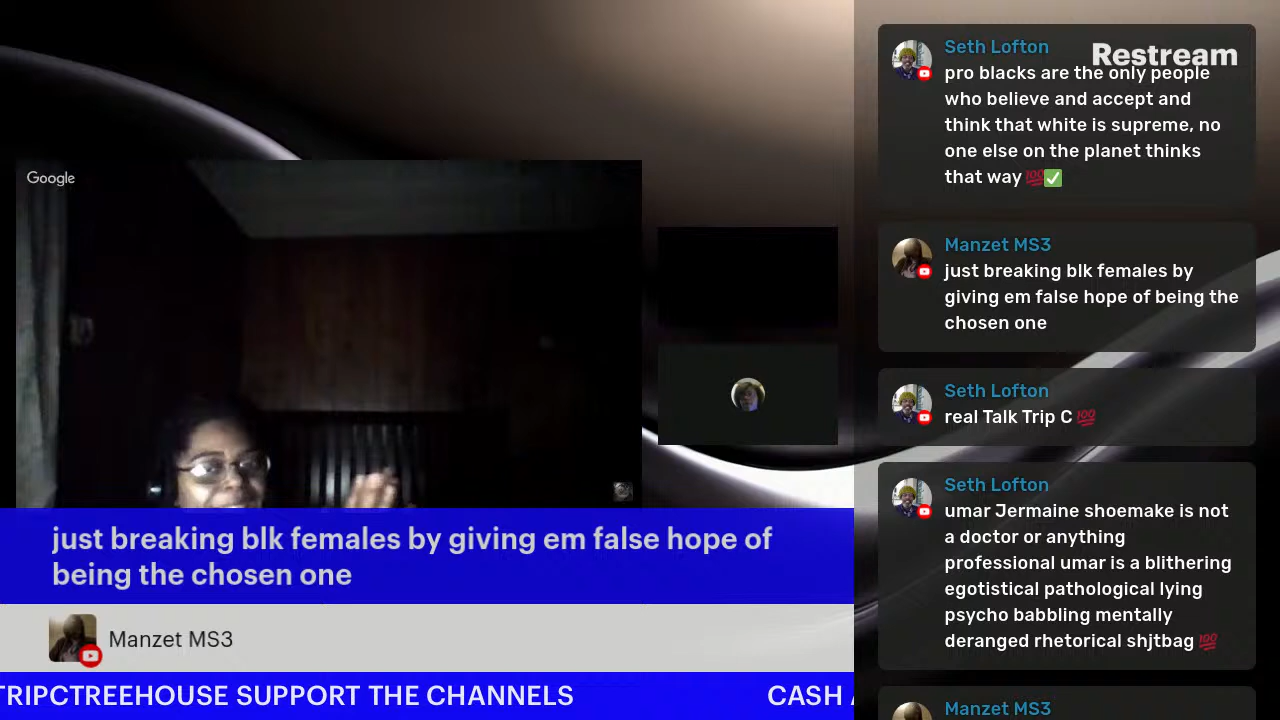 Google
just breaking blk females by giving em false hope of
being the chosen one
Manzet MS3
TRIPCTREEHOUSE SUPPORT THE CHANNELS
CASH
Restream
Seth Lofton
pro blacks are the only people
who believe and accept and
think that white is supreme, no
one else on the planet thinks
that way 💯✅
Manzet MS3
just breaking blk females by
giving em false hope of being the
chosen one
Seth Lofton
real Talk Trip C 💯
Seth Lofton
umar Jermaine shoemake is not
a doctor or anything
professional umar is a blithering
egotistical pathological lying
psycho babbling mentally
deranged rhetorical shjtbag 💯
Manzet MS3